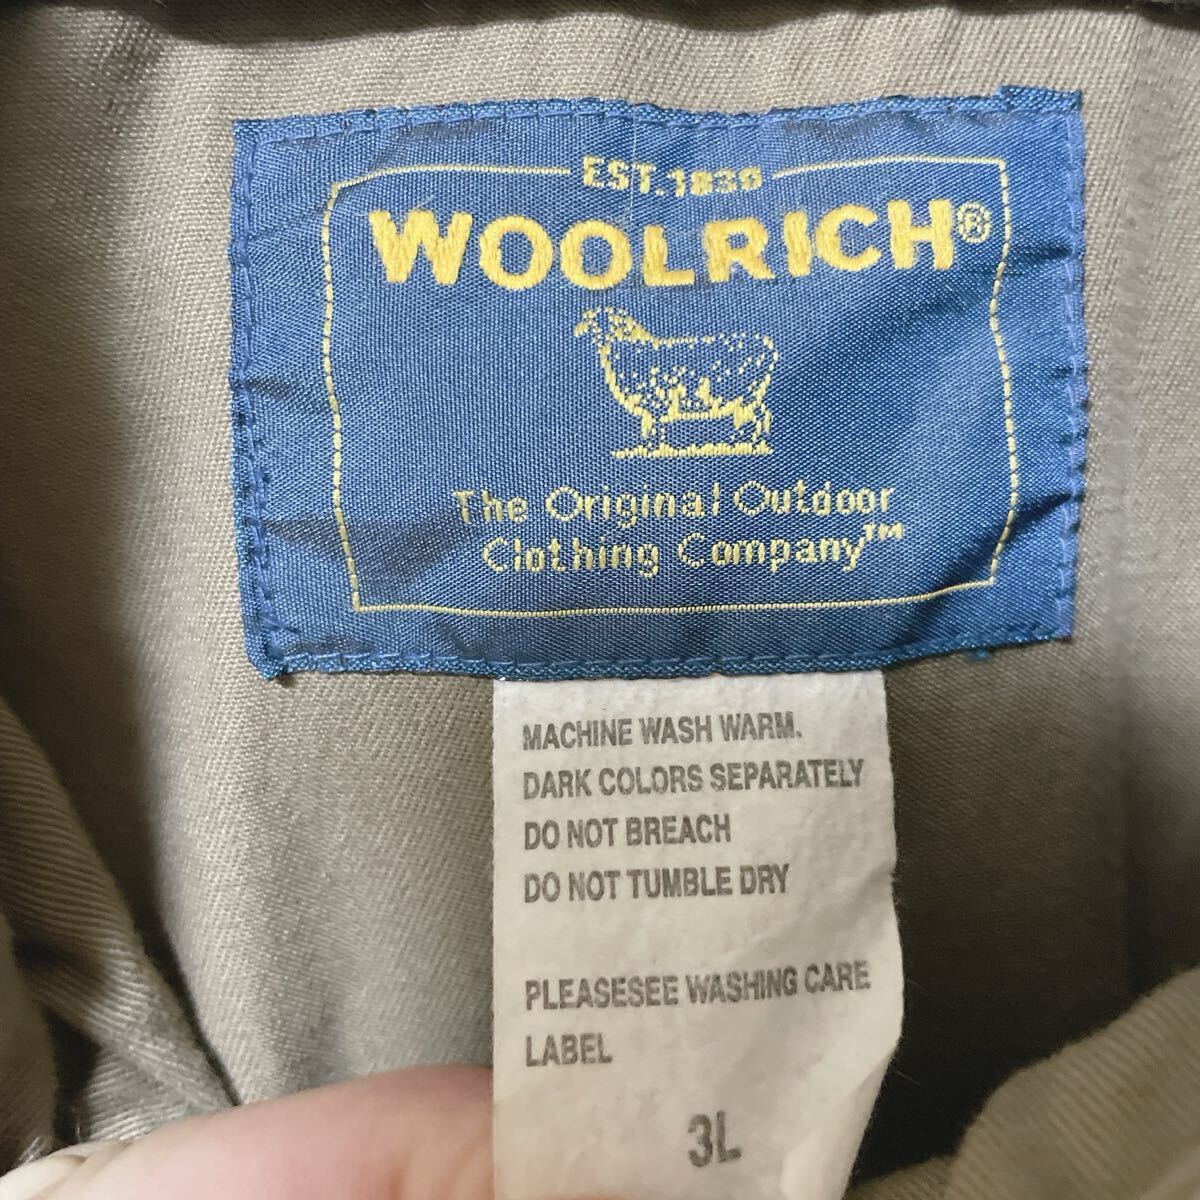 EST. 1830
WOOLRICH®
The Original Outdoor
Clothing Company™
MACHINE WASH WARM.
DARK COLORS SEPARATELY
DO NOT BREACH
DO NOT TUMBLE DRY
PLEASESEE WASHING CARE
LABEL
3L